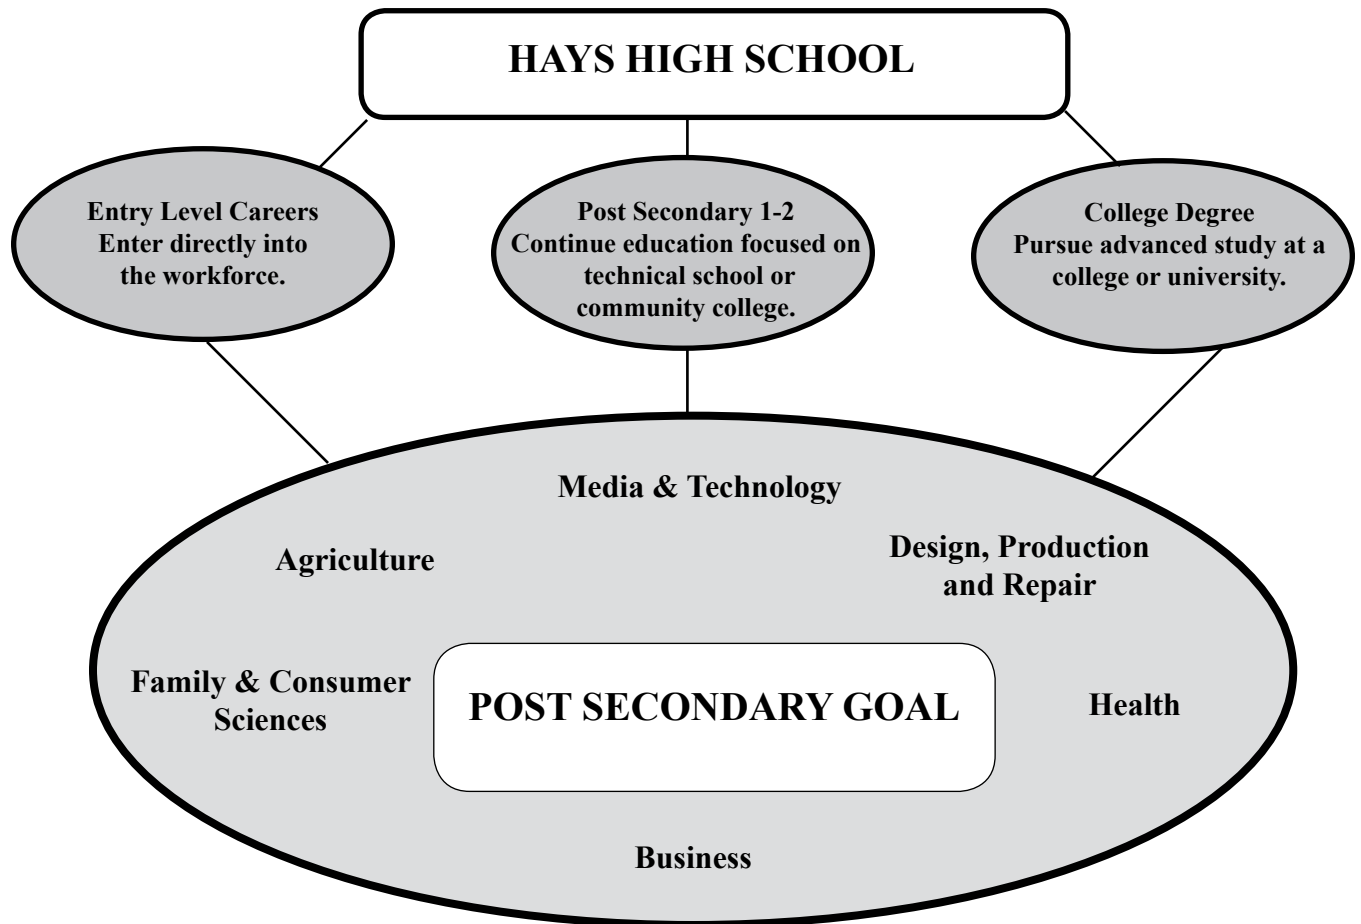 HAYS HIGH SCHOOL
Entry Level Careers
Enter directly into
the workforce.
Post Secondary 1-2
Continue education focused on
technical school or
community college.
College Degree
Pursue advanced study at a
college or university.
Media & Technology
Agriculture
Design, Production
and Repair
Family & Consumer
Sciences
POST SECONDARY GOAL
Health
Business